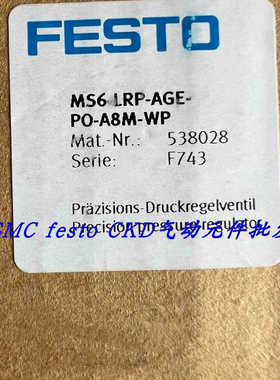 FESTO
MS6 LRP-AGE-
PO-A8M-WP
Mat.-Nr.: 538028
Serie: F743
Präzisions-Druckregelventil
SMC festo CKD气动元件批发
Precision pressure regulator